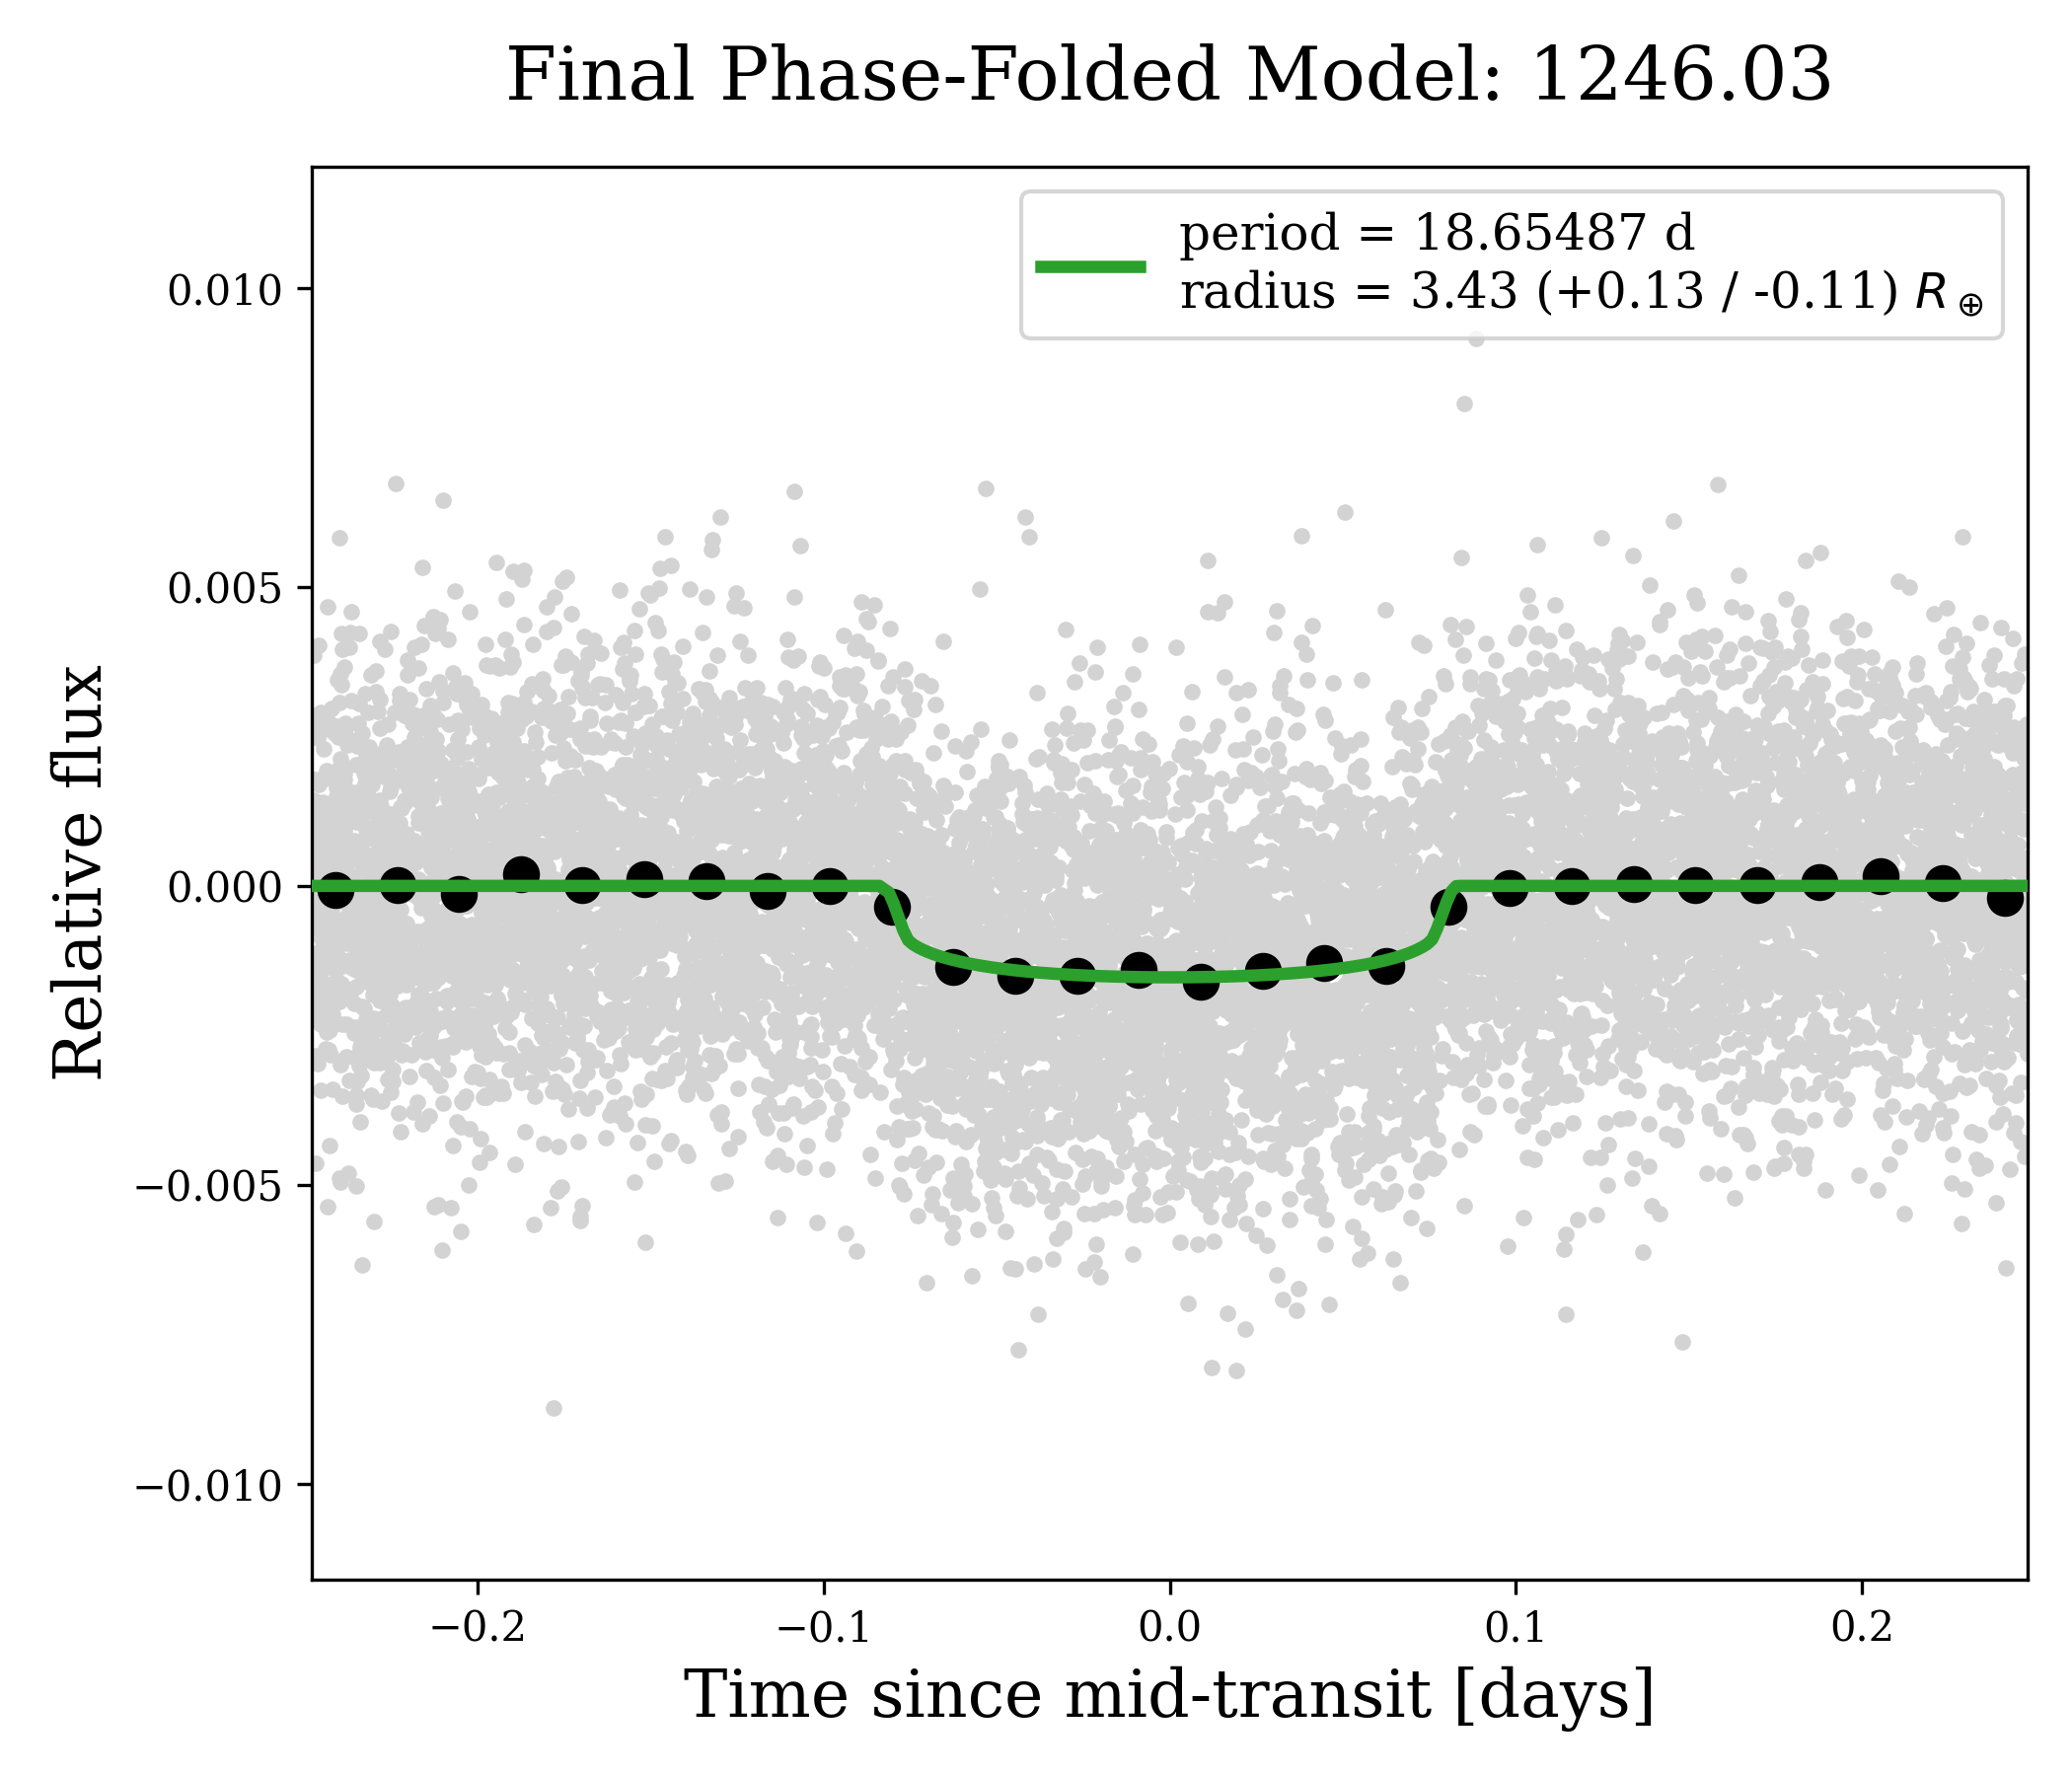 Final Phase-Folded Model: 1246.03
period = 18.65487 d
radius = 3.43 (+0.13 / -0.11) R⊕
0.010
0.005
0.000
−0.005
−0.010
Relative flux
−0.2
−0.1
0.0
0.1
0.2
Time since mid-transit [days]